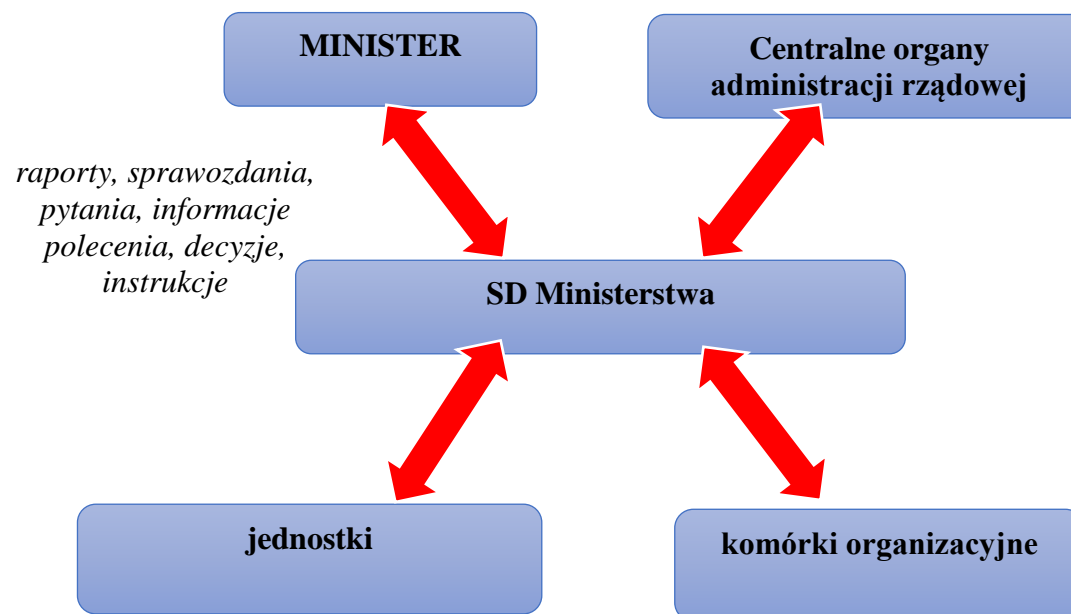 MINISTER
Centralne organy
administracji rządowej
raporty, sprawozdania,
pytania, informacje
polecenia, decyzje,
instrukcje
SD Ministerstwa
jednostki
komórki organizacyjne